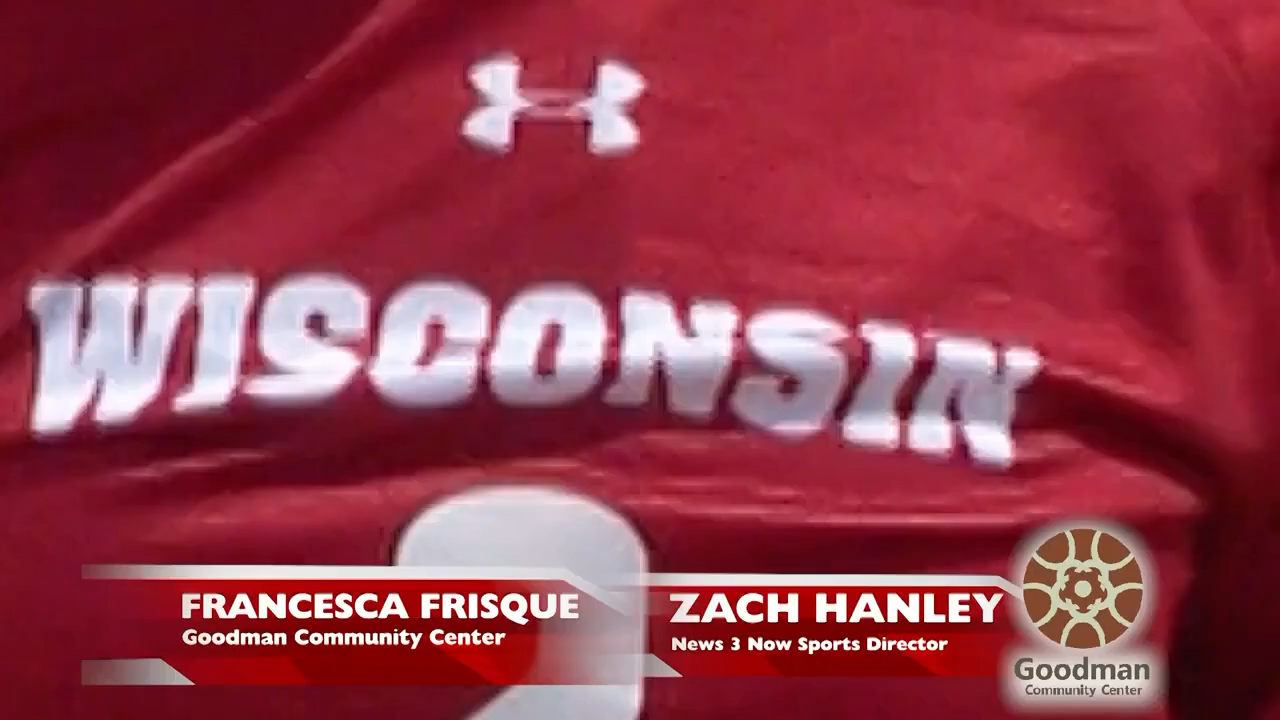 WISCONSIN
FRANCESCA FRISQUE
Goodman Community Center
ZACH HANLEY
News 3 Now Sports Director
Goodman
Community Center